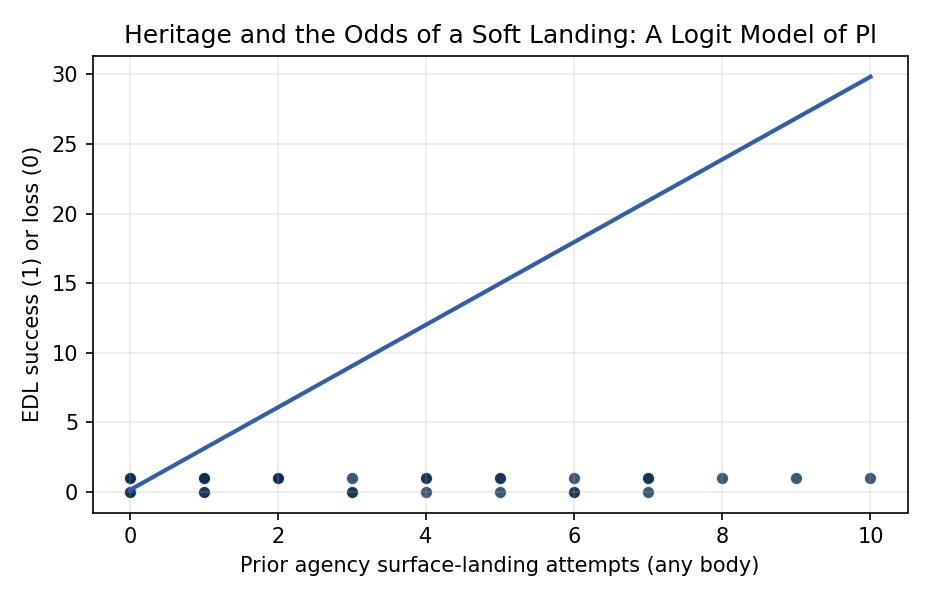 Heritage and the Odds of a Soft Landing: A Logit Model of Pl
30
25
20
15
10
5
0
EDL success (1) or loss (0)
0 2 4 6 8 10
Prior agency surface-landing attempts (any body)